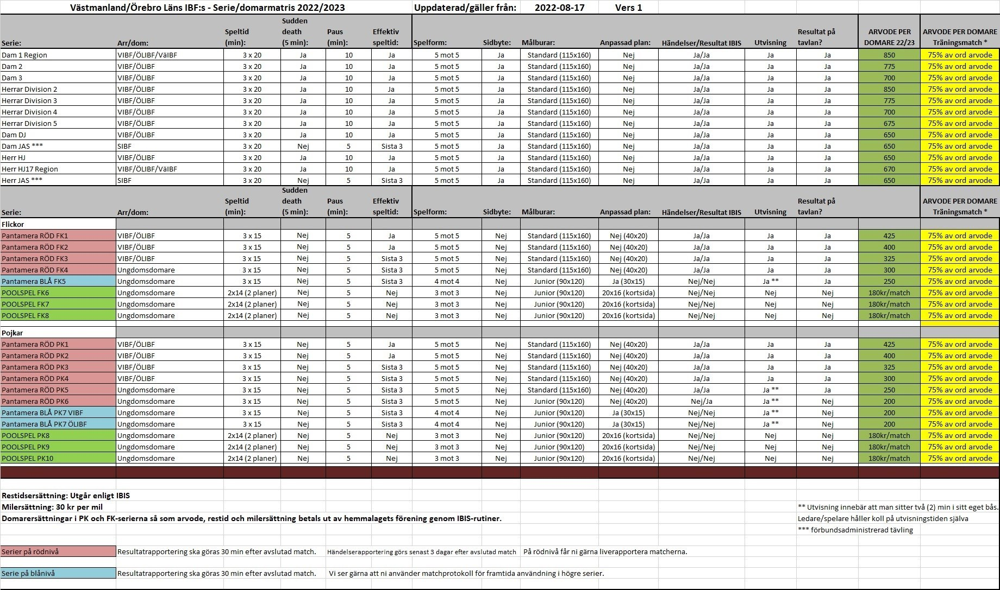 Västmanland/Örebro Läns IBF:s - Serie/domarmatris 2022/2023 Uppdaterad/gäller från: 2022-08-17 Vers 1
Serie: Arr/dom: Speltid (min): Sudden death (5 min): Paus (min): Effektiv speltid: Spelform: Sidbyte: Målburar: Anpassad plan: Händelser/Resultat IBIS Utvisning Resultat på tavlan? ARVODE PER DOMARE 22/23 ARVODE PER DOMARE Träningsmatch *
Dam 1 Region VIBF/ÖLIBF/VäIBF 3 x 20 Ja 10 Ja 5 mot 5 Ja Standard (115x160) Nej Ja/Ja Ja Ja 850 75% av ord arvode
Dam 2 VIBF/ÖLIBF 3 x 20 Ja 10 Ja 5 mot 5 Ja Standard (115x160) Nej Ja/Ja Ja Ja 775 75% av ord arvode
Dam 3 VIBF/ÖLIBF 3 x 20 Ja 10 Ja 5 mot 5 Ja Standard (115x160) Nej Ja/Ja Ja Ja 700 75% av ord arvode
Herrar Division 2 VIBF/ÖLIBF 3 x 20 Ja 10 Ja 5 mot 5 Ja Standard (115x160) Nej Ja/Ja Ja Ja 850 75% av ord arvode
Herrar Division 3 VIBF/ÖLIBF 3 x 20 Ja 10 Ja 5 mot 5 Ja Standard (115x160) Nej Ja/Ja Ja Ja 775 75% av ord arvode
Herrar Division 4 VIBF/ÖLIBF 3 x 20 Ja 10 Ja 5 mot 5 Ja Standard (115x160) Nej Ja/Ja Ja Ja 700 75% av ord arvode
Herrar Division 5 VIBF/ÖLIBF 3 x 20 Ja 10 Ja 5 mot 5 Ja Standard (115x160) Nej Ja/Ja Ja Ja 675 75% av ord arvode
Dam DJ VIBF/ÖLIBF 3 x 20 Ja 10 Ja 5 mot 5 Ja Standard (115x160) Nej Ja/Ja Ja Ja 650 75% av ord arvode
Dam JAS *** SIBF 3 x 20 Nej 5 Sista 3 5 mot 5 Ja Standard (115x160) Nej Ja/Ja Ja Ja 650 75% av ord arvode
Herr HJ VIBF/ÖLIBF 3 x 20 Ja 10 Ja 5 mot 5 Ja Standard (115x160) Nej Ja/Ja Ja Ja 650 75% av ord arvode
Herr HJ17 Region VIBF/ÖLIBF/VäIBF 3 x 20 Ja 10 Ja 5 mot 5 Ja Standard (115x160) Nej Ja/Ja Ja Ja 670 75% av ord arvode
Herr JAS *** SIBF 3 x 20 Nej 5 Sista 3 5 mot 5 Ja Standard (115x160) Nej Ja/Ja Ja Ja 650 75% av ord arvode
Serie: Arr/dom: Speltid (min): Sudden death (5 min): Paus (min): Effektiv speltid: Spelform: Sidbyte: Målburar: Anpassad plan: Händelser/Resultat IBIS Utvisning Resultat på tavlan? ARVODE PER DOMARE Träningsmatch *
Flickor
Pantamera RÖD FK1 VIBF/ÖLIBF 3 x 15 Nej 5 Ja 5 mot 5 Nej Standard (115x160) Nej (40x20) Ja/Ja Ja Ja 425 75% av ord arvode
Pantamera RÖD FK2 VIBF/ÖLIBF 3 x 15 Nej 5 Ja 5 mot 5 Nej Standard (115x160) Nej (40x20) Ja/Ja Ja Ja 400 75% av ord arvode
Pantamera RÖD FK3 VIBF/ÖLIBF 3 x 15 Nej 5 Sista 3 5 mot 5 Nej Standard (115x160) Nej (40x20) Ja/Ja Ja Ja 325 75% av ord arvode
Pantamera RÖD FK4 Ungdomsdomare 3 x 15 Nej 5 Sista 3 5 mot 5 Nej Standard (115x160) Nej (40x20) Ja/Ja Ja Ja 300 75% av ord arvode
Pantamera BLÅ FK5 Ungdomsdomare 3 x 15 Nej 5 Sista 3 4 mot 4 Nej Junior (90x120) Ja (30x15) Nej/Nej Ja ** Ja 250 75% av ord arvode
POOLSPEL FK6 Ungdomsdomare 2x14 (2 planer) Nej 5 Nej 3 mot 3 Nej Junior (90x120) 20x16 (kortsida) Nej/Nej Nej Nej 180kr/match 75% av ord arvode
POOLSPEL FK7 Ungdomsdomare 2x14 (2 planer) Nej 5 Nej 3 mot 3 Nej Junior (90x120) 20x16 (kortsida) Nej/Nej Nej Nej 180kr/match 75% av ord arvode
POOLSPEL FK8 Ungdomsdomare 2x14 (2 planer) Nej 5 Nej 3 mot 3 Nej Junior (90x120) 20x16 (kortsida) Nej/Nej Nej Nej 180kr/match 75% av ord arvode
Pojkar
Pantamera RÖD PK1 VIBF/ÖLIBF 3 x 15 Nej 5 Ja 5 mot 5 Nej Standard (115x160) Nej (40x20) Ja/Ja Ja Ja 425 75% av ord arvode
Pantamera RÖD PK2 VIBF/ÖLIBF 3 x 15 Nej 5 Ja 5 mot 5 Nej Standard (115x160) Nej (40x20) Ja/Ja Ja Ja 400 75% av ord arvode
Pantamera RÖD PK3 VIBF/ÖLIBF 3 x 15 Nej 5 Sista 3 5 mot 5 Nej Standard (115x160) Nej (40x20) Ja/Ja Ja Ja 325 75% av ord arvode
Pantamera RÖD PK4 VIBF/ÖLIBF 3 x 15 Nej 5 Sista 3 5 mot 5 Nej Standard (115x160) Nej (40x20) Ja/Ja Ja Ja 300 75% av ord arvode
Pantamera RÖD PK5 Ungdomsdomare 3 x 15 Nej 5 Sista 3 5 mot 5 Nej Standard (115x160) Nej (40x20) Ja/Ja Ja ** Ja 250 75% av ord arvode
Pantamera RÖD PK6 Ungdomsdomare 3 x 15 Nej 5 Sista 3 5 mot 5 Nej Junior (90x120) Nej (40x20) Nej/Ja Ja ** Nej 200 75% av ord arvode
Pantamera BLÅ PK7 VIBF Ungdomsdomare 3 x 15 Nej 5 Sista 3 4 mot 4 Nej Junior (90x120) Ja (30x15) Nej/Nej Ja ** Nej 200 75% av ord arvode
Pantamera BLÅ PK7 ÖLIBF Ungdomsdomare 3 x 15 Nej 5 Sista 3 4 mot 4 Nej Junior (90x120) Ja (30x15) Nej/Nej Ja ** Nej 200 75% av ord arvode
POOLSPEL PK8 Ungdomsdomare 2x14 (2 planer) Nej 5 Nej 3 mot 3 Nej Junior (90x120) 20x16 (kortsida) Nej/Nej Nej Nej 180kr/match 75% av ord arvode
POOLSPEL PK9 Ungdomsdomare 2x14 (2 planer) Nej 5 Nej 3 mot 3 Nej Junior (90x120) 20x16 (kortsida) Nej/Nej Nej Nej 180kr/match 75% av ord arvode
POOLSPEL PK10 Ungdomsdomare 2x14 (2 planer) Nej 5 Nej 3 mot 3 Nej Junior (90x120) 20x16 (kortsida) Nej/Nej Nej Nej 180kr/match 75% av ord arvode
Restidsersättning: Utgår enligt IBIS
Milersättning: 30 kr per mil ** Utvisning innebär att man sitter två (2) min i sitt eget bås.
Domarersättningar i PK och FK-serierna så som arvode, restid och milersättning betals ut av hemmalagets förening genom IBIS-rutiner. Ledare/spelare håller koll på utvisningstiden själva
*** förbundsadministrerad tävling
Serier på rödnivå Resultatrapportering ska göras 30 min efter avslutad match. Händelserapportering görs senast 3 dagar efter avslutad match På rödnivå får ni gärna liverapportera matcherna.
Serie på blånivå Resultatrapportering ska göras 30 min efter avslutad match. Vi ser gärna att ni använder matchprotokoll för framtida användning i högre serier.